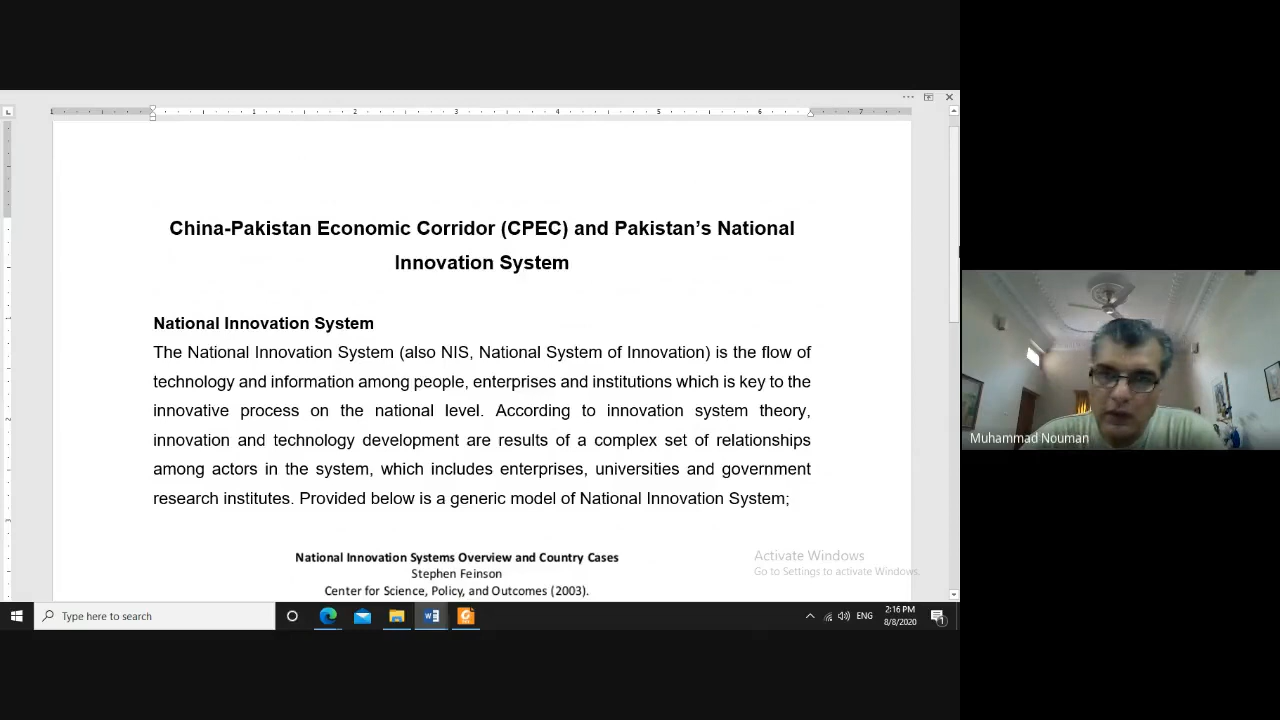 China-Pakistan Economic Corridor (CPEC) and Pakistan's National
Innovation System
National Innovation System
The National Innovation System (also NIS, National System of Innovation) is the flow of
technology and information among people, enterprises and institutions which is key to the
innovative process on the national level. According to innovation system theory,
innovation and technology development are results of a complex set of relationships
among actors in the system, which includes enterprises, universities and government
research institutes. Provided below is a generic model of National Innovation System;
National Innovation Systems Overview and Country Cases
Stephen Feinson
Center for Science, Policy, and Outcomes (2003).
Activate Windows
Go to Settings to activate Windows.
Muhammad Nouman
Type here to search
ENG
2:16 PM
8/8/2020
1